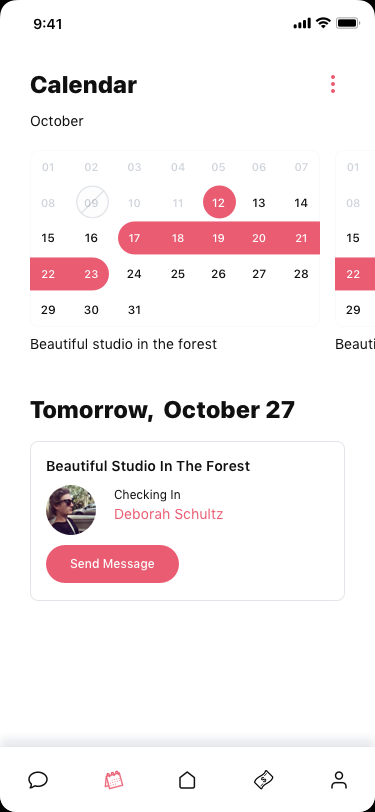 9:41
Calendar
October
01 02 03 04 05 06 07 01
08 09 10 11 12 13 14 08
15 16 17 18 19 20 21 15
22 23 24 25 26 27 28 22
29 30 31 29
Beautiful studio in the forest Beauti
Tomorrow, October 27
Beautiful Studio In The Forest
Checking In
Deborah Schultz
Send Message